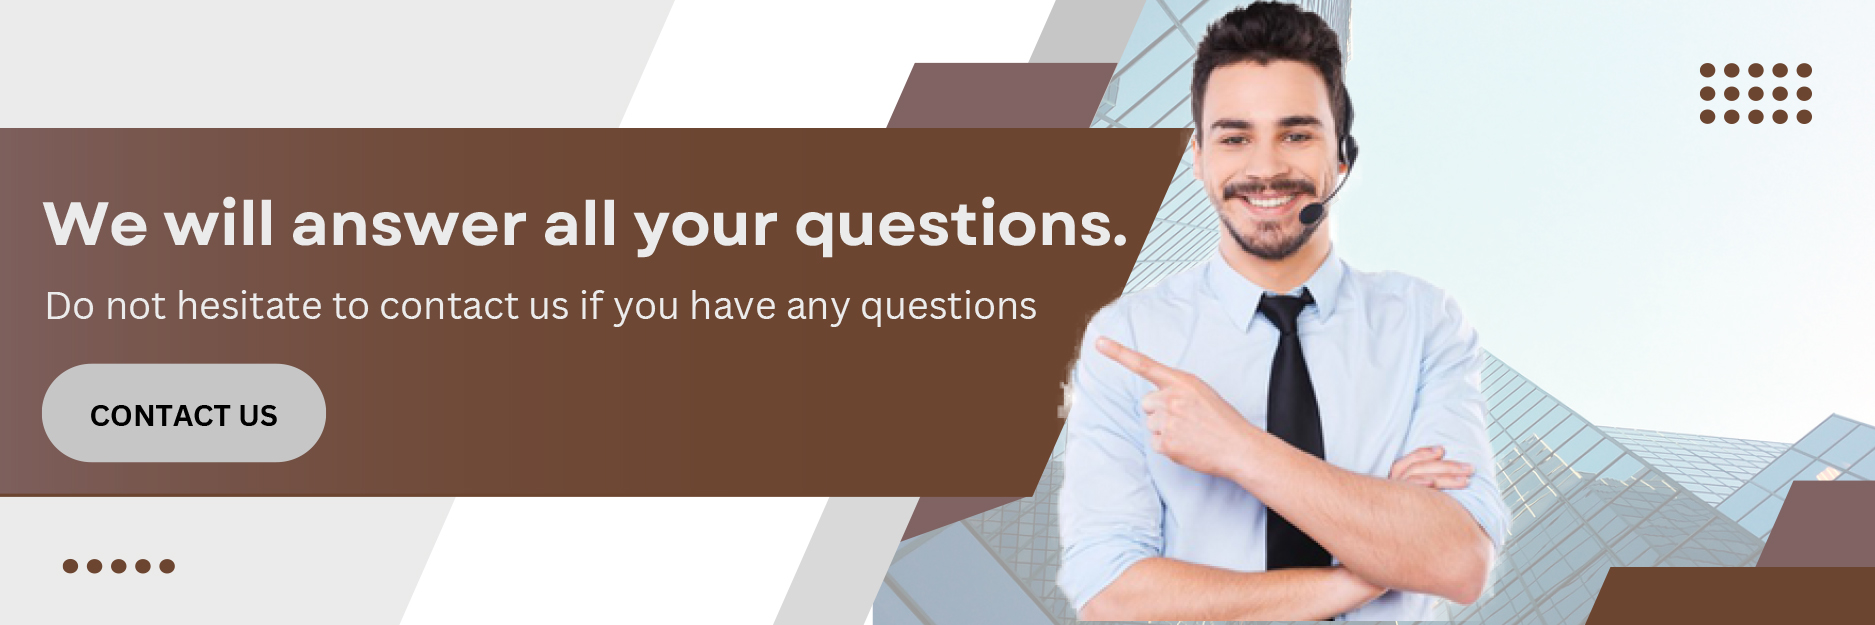 We will answer all your questions.
Do not hesitate to contact us if you have any questions
CONTACT US